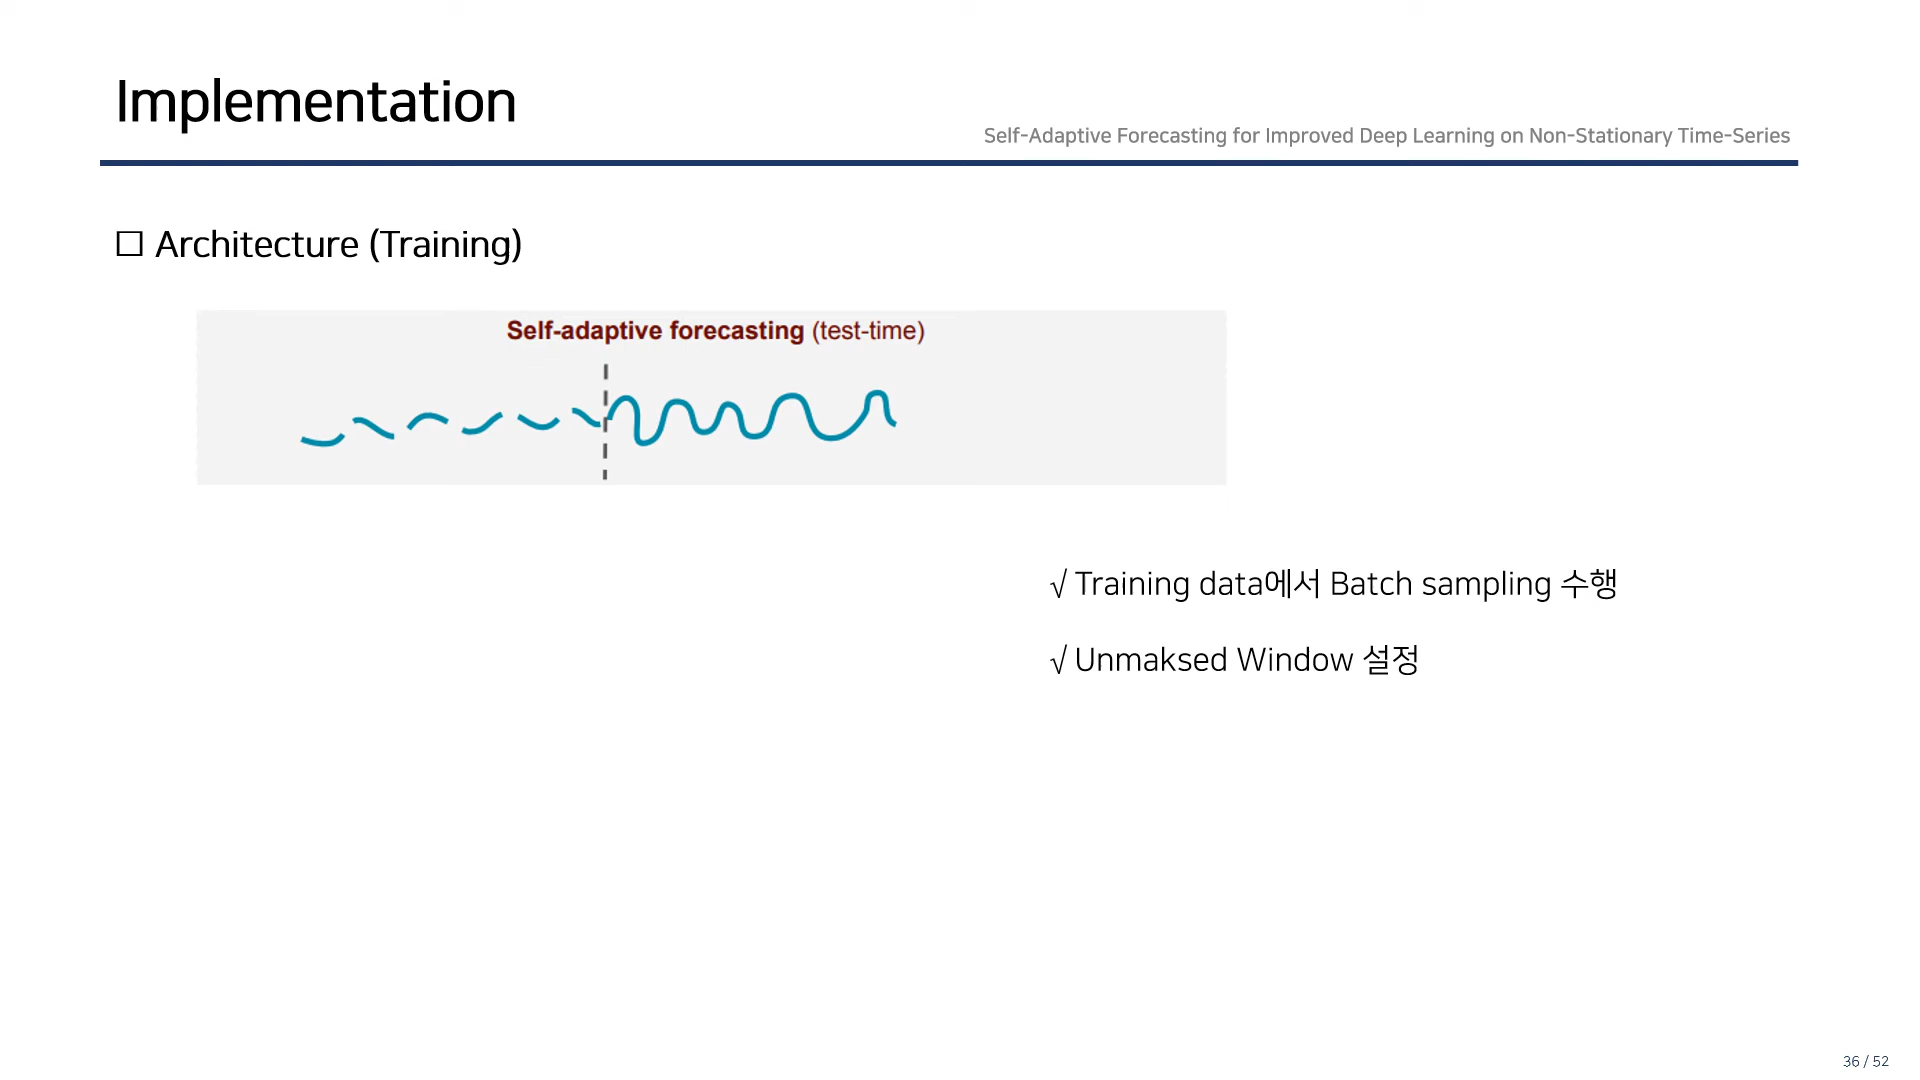 Implementation
Self-Adaptive Forecasting for Improved Deep Learning on Non-Stationary Time-Series
□ Architecture (Training)
Self-adaptive forecasting (test-time)
√ Training data에서 Batch sampling 수행
√ Unmaksed Window 설정
36 / 52